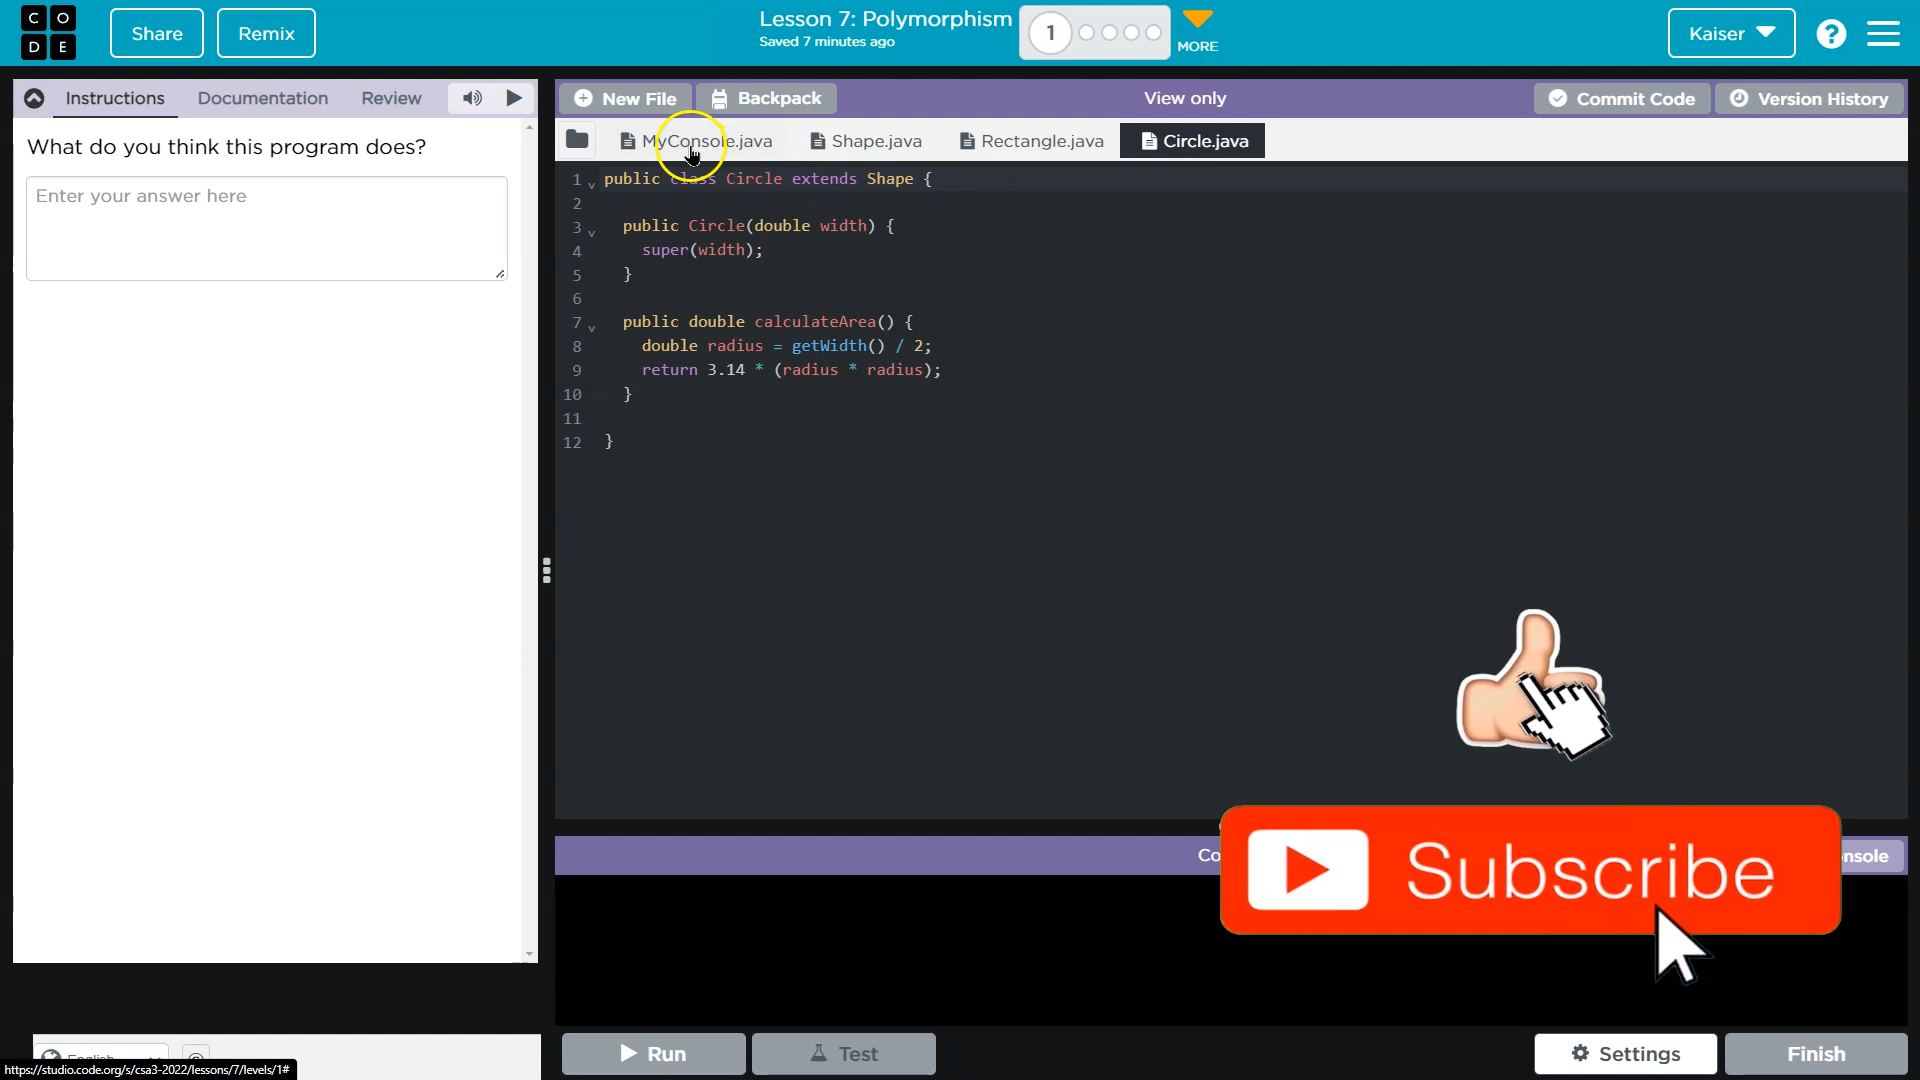 C O
D E
Share
Remix
Lesson 7: Polymorphism
Saved 7 minutes ago
1
MORE
Kaiser
?
Instructions
Documentation
Review
New File
Backpack
View only
Commit Code
Version History
What do you think this program does?
Enter your answer here
MyConsole.java
Shape.java
Rectangle.java
Circle.java
1 public class Circle extends Shape {
2
3 public Circle(double width) {
4 super(width);
5 }
6
7 public double calculateArea() {
8 double radius = getWidth() / 2;
9 return 3.14 * (radius * radius);
10 }
11
12 }
Co
nsole
Subscribe
English
Run
Test
Settings
Finish
https://studio.code.org/s/csa3-2022/lessons/7/levels/1#